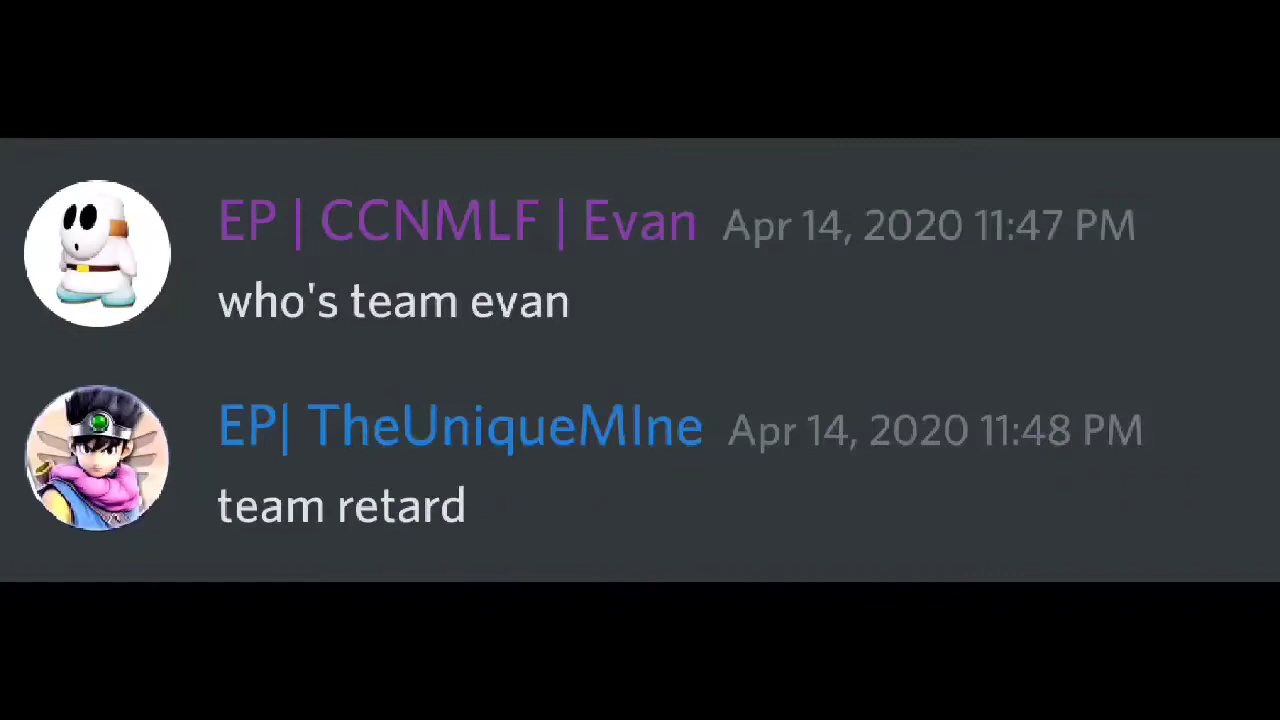 EP | CCNMLF | Evan Apr 14, 2020 11:47 PM
who's team evan
EP| TheUniqueMIne Apr 14, 2020 11:48 PM
team retard